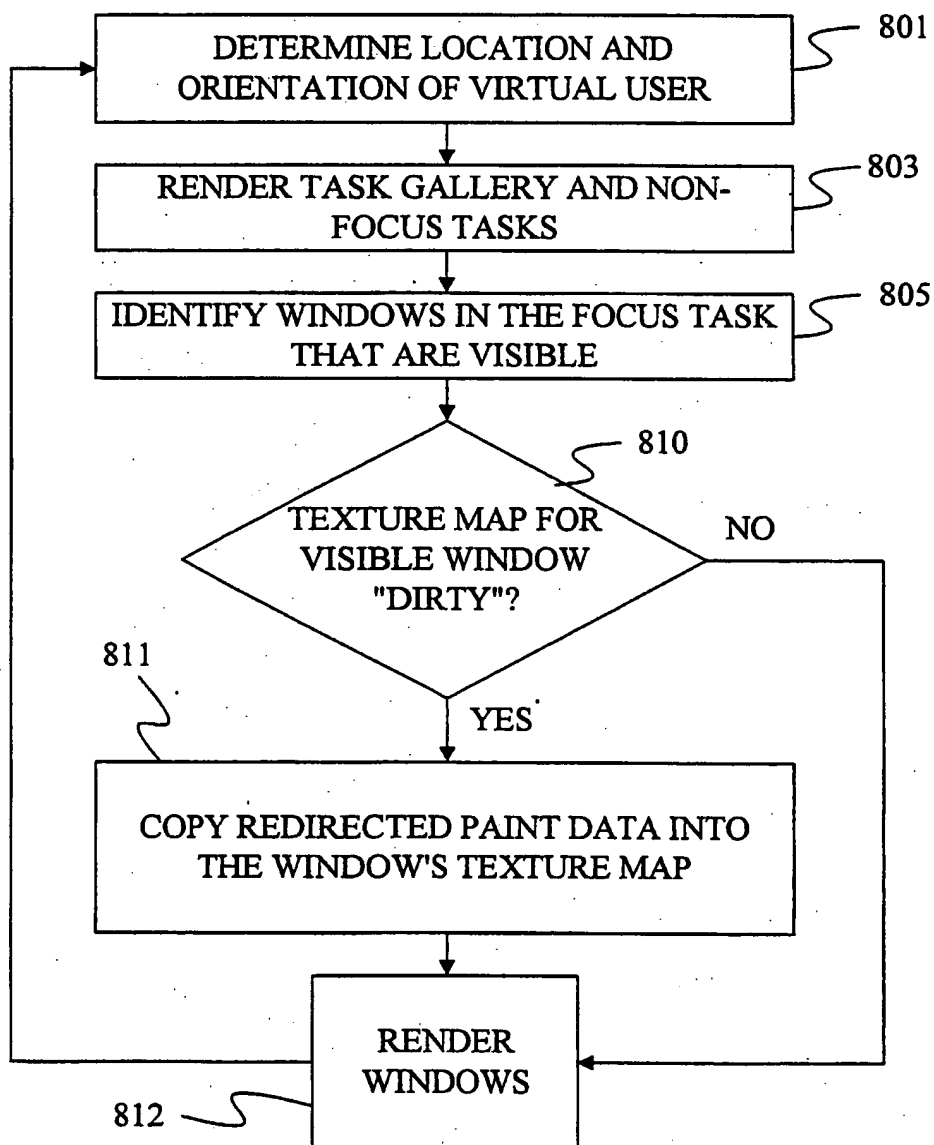 DETERMINE LOCATION AND
ORIENTATION OF VIRTUAL USER
801
RENDER TASK GALLERY AND NON-
FOCUS TASKS
803
IDENTIFY WINDOWS IN THE FOCUS TASK
THAT ARE VISIBLE
805
810
TEXTURE MAP FOR
VISIBLE WINDOW
"DIRTY"?
NO
811
YES
COPY REDIRECTED PAINT DATA INTO
THE WINDOW'S TEXTURE MAP
RENDER
WINDOWS
812